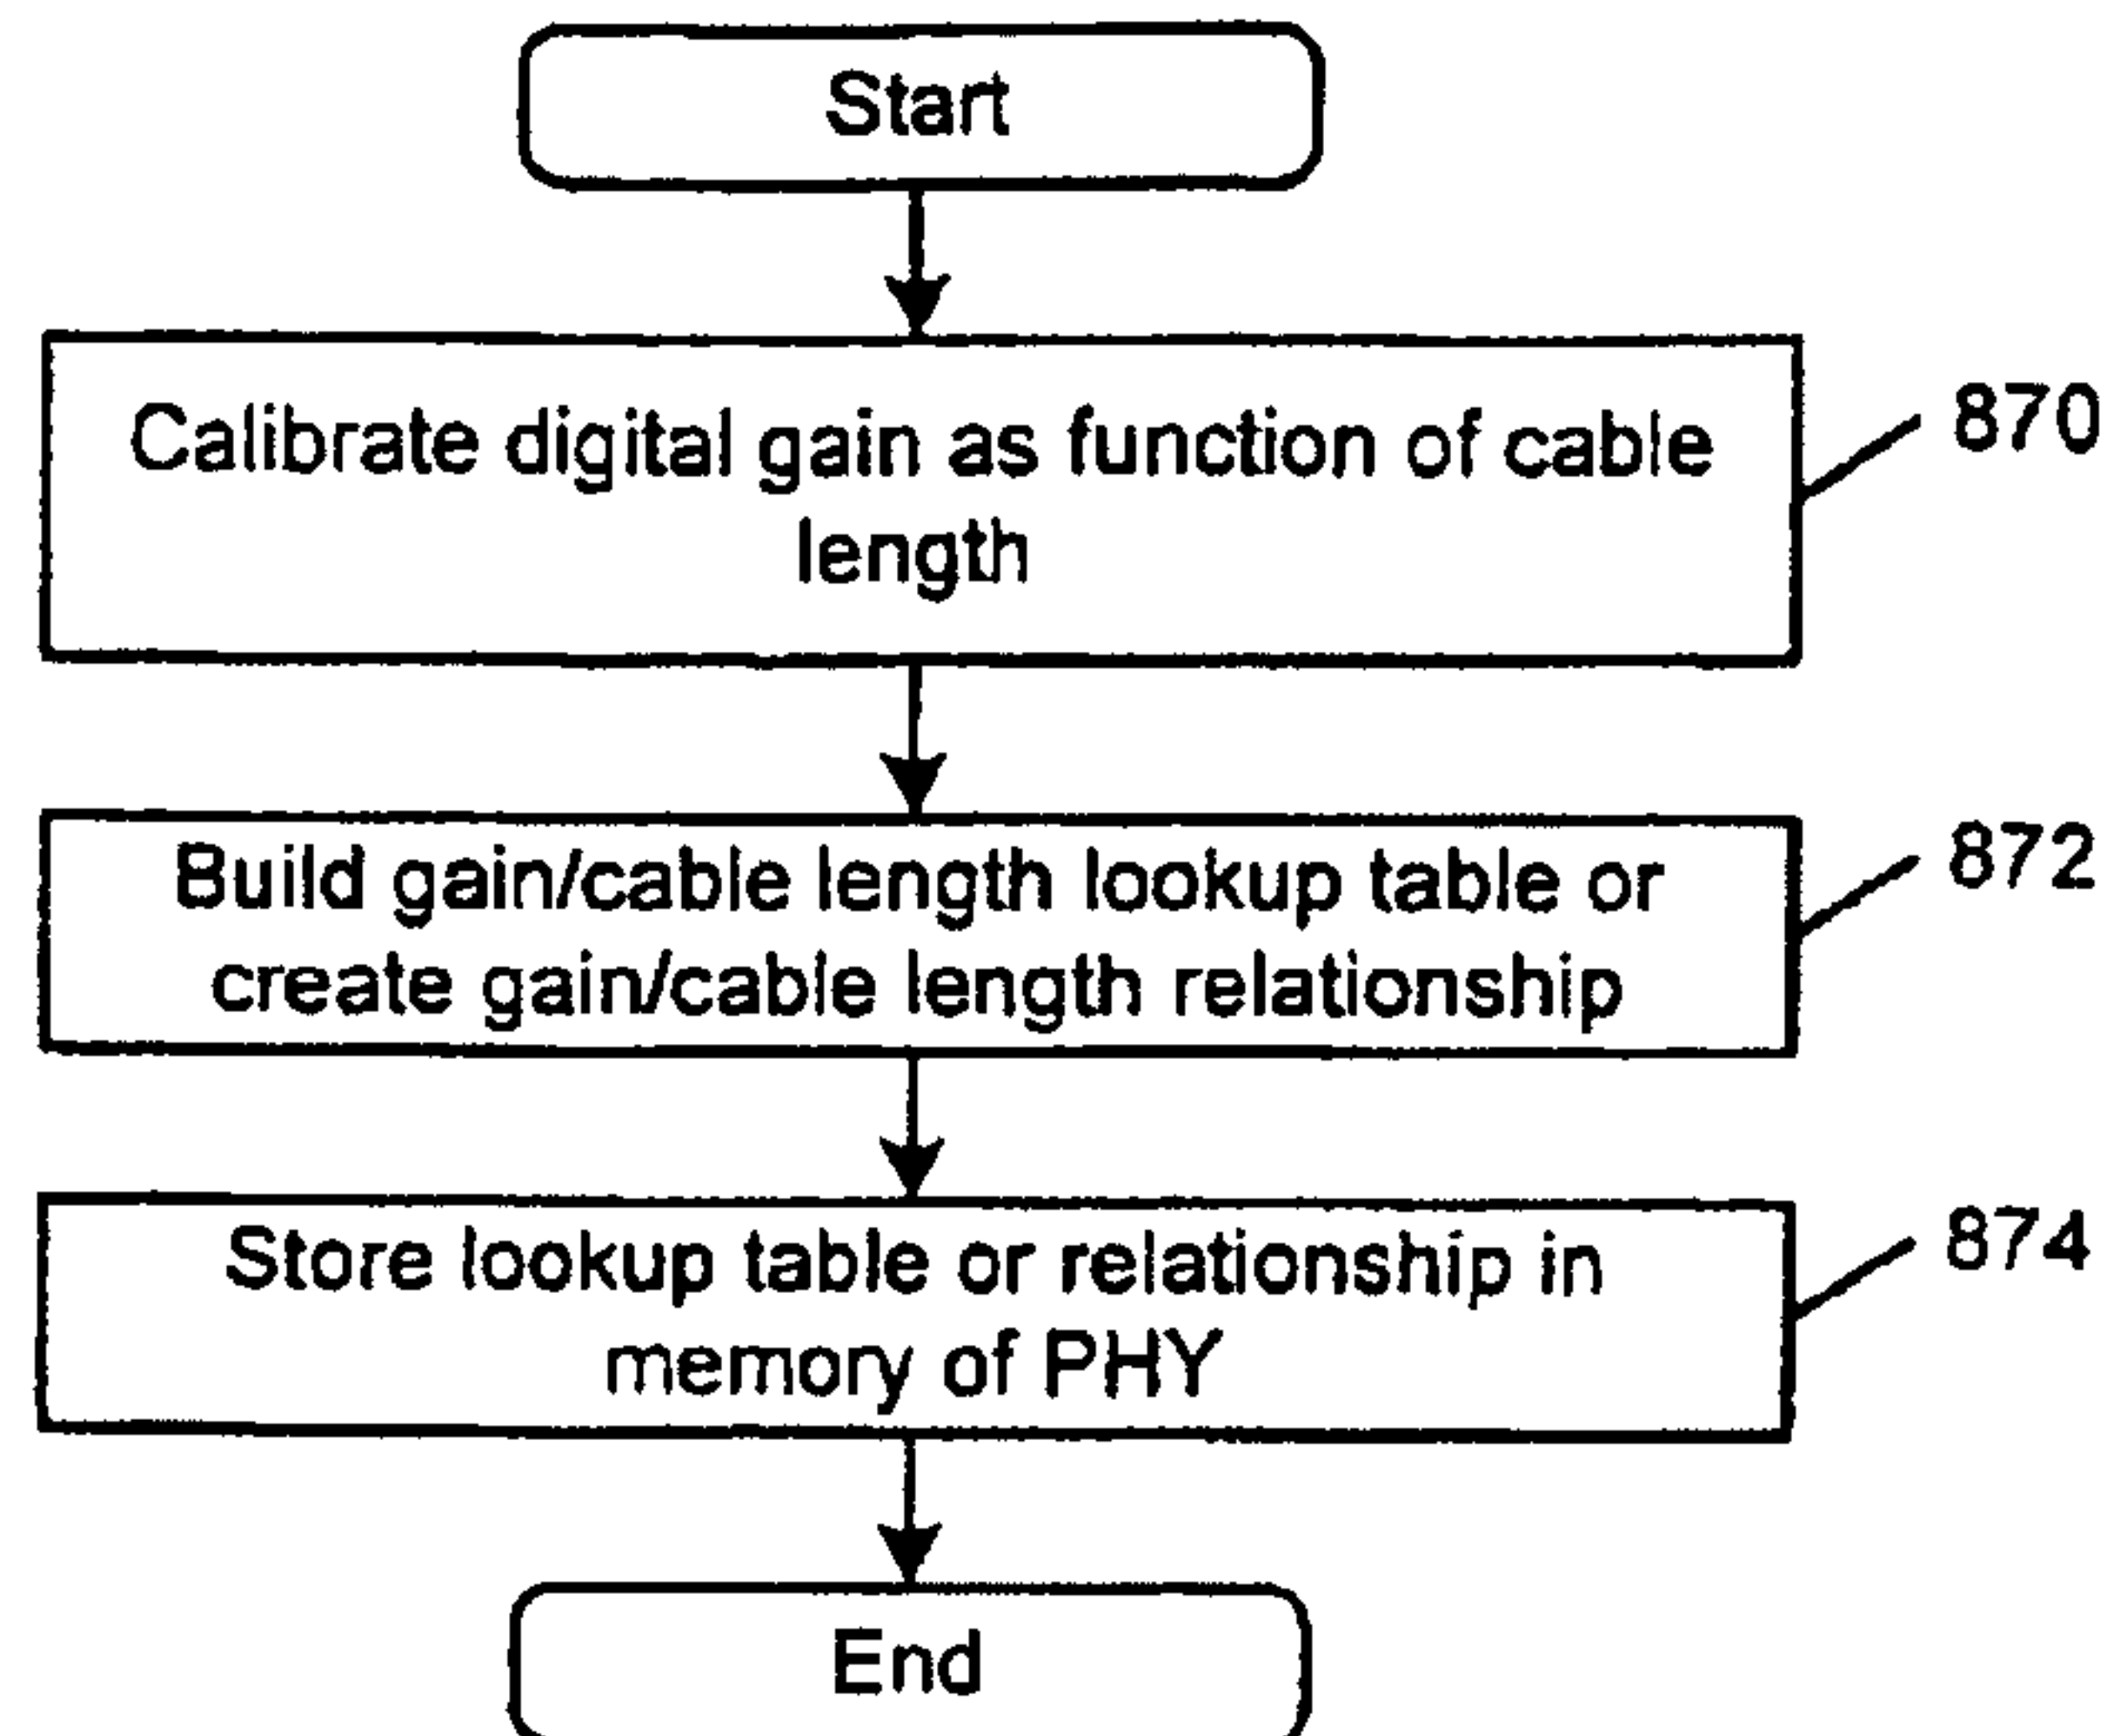 Start
Calibrate digital gain as function of cable
length
870
Build gain/cable length lookup table or
create gain/cable length relationship
872
Store lookup table or relationship in
memory of PHY
874
End